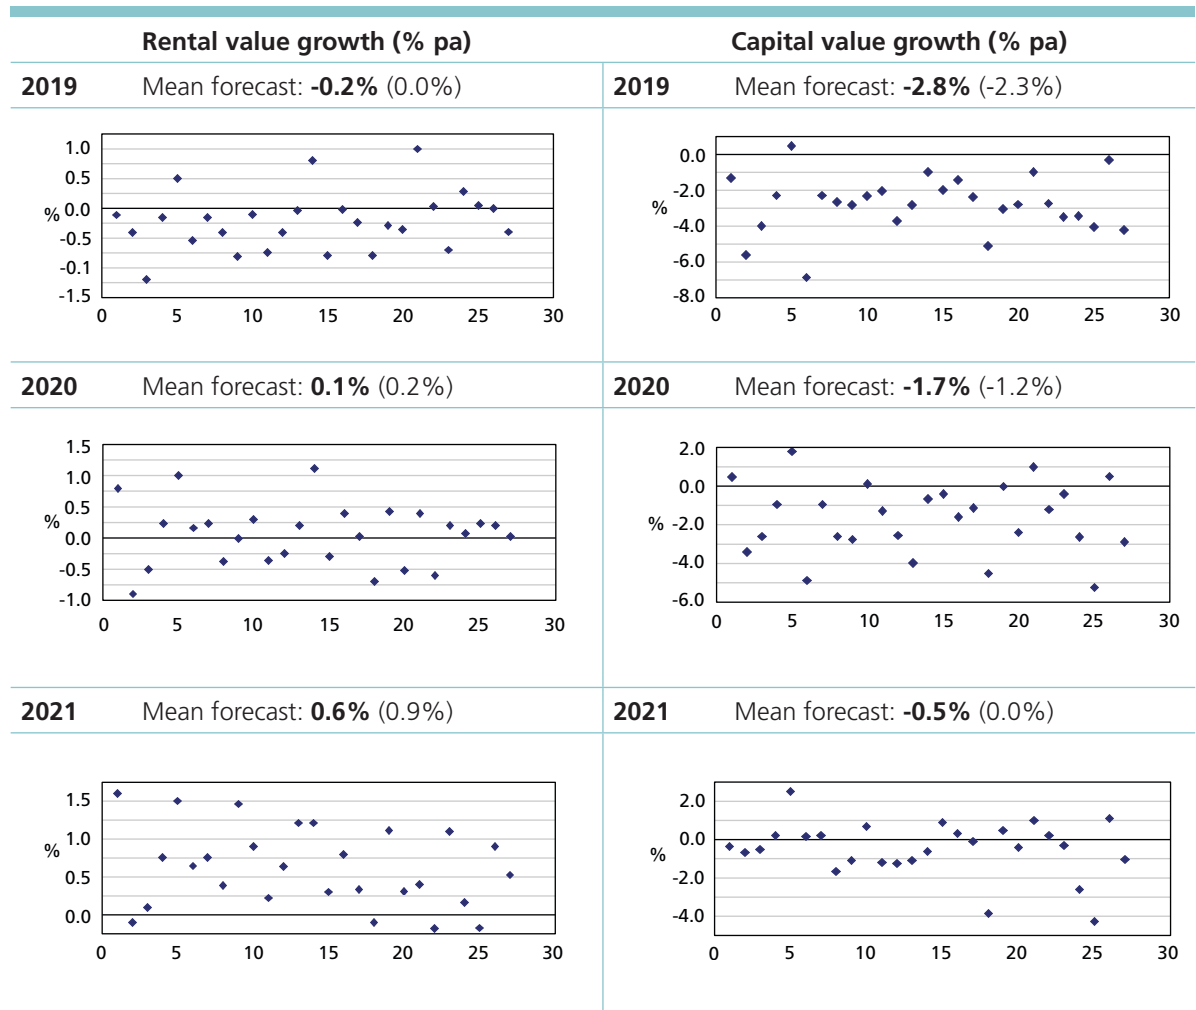 Rental value growth (% pa)
Capital value growth (% pa)
2019 Mean forecast: -0.2% (0.0%)
2019 Mean forecast: -2.8% (-2.3%)
1.0
0.5
0.0
%
-0.5
-0.1
-1.5
0 5 10 15 20 25 30
0.0
-2.0
%
-4.0
-6.0
-8.0
0 5 10 15 20 25 30
2020 Mean forecast: 0.1% (0.2%)
2020 Mean forecast: -1.7% (-1.2%)
1.5
1.0
0.5
%
0.0
-0.5
-1.0
0 5 10 15 20 25 30
2.0
0.0
% -2.0
-4.0
-6.0
0 5 10 15 20 25 30
2021 Mean forecast: 0.6% (0.9%)
2021 Mean forecast: -0.5% (0.0%)
1.5
1.0
%
0.5
0.0
0 5 10 15 20 25 30
2.0
0.0
%
-2.0
-4.0
0 5 10 15 20 25 30